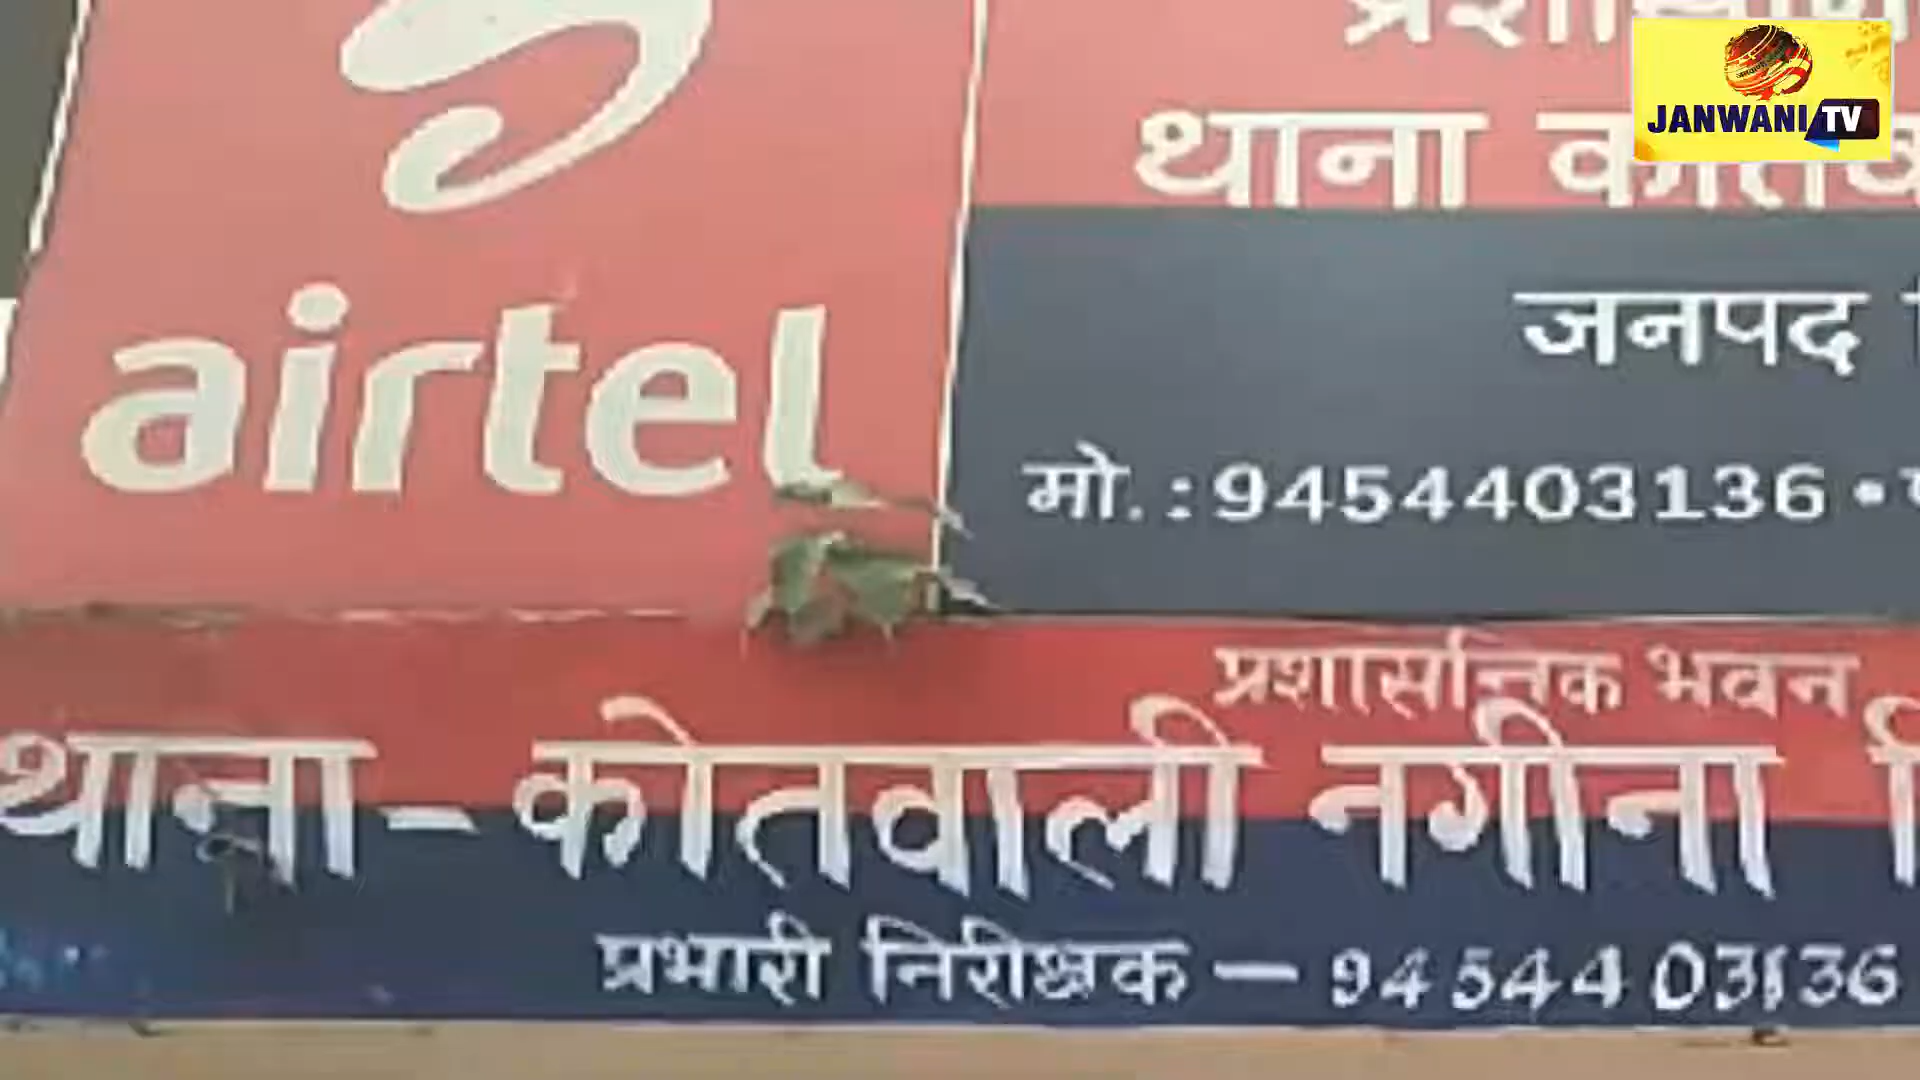 JANWANI TV
airtel
थाना
जनपद
मो.:9454403136
प्रशासनिक भवन
थाना-कोतवाली नगीना
प्रभारी निरीक्षक - 9454403136